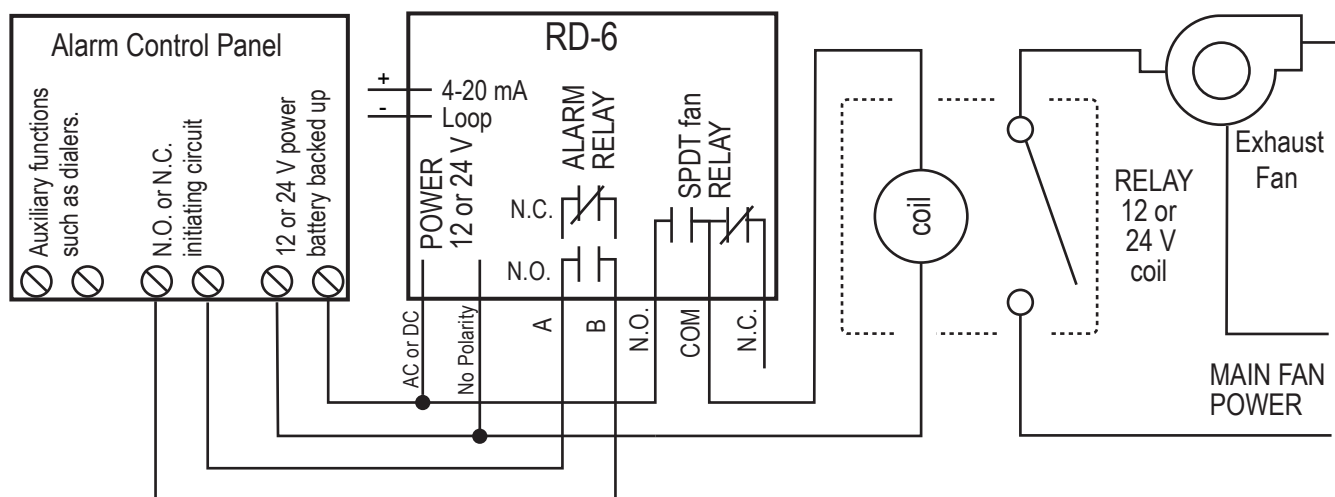 Alarm Control Panel
Auxiliary functions
such as dialers.
N.O. or N.C.
initiating circuit
12 or 24 V power
battery backed up
RD-6
+
4-20 mA
-
Loop
POWER
12 or 24 V
ALARM
RELAY
N.C.
N.O.
SPDT fan
RELAY
AC or DC
No Polarity
A
B
N.O.
COM
N.C.
coil
RELAY
12 or
24 V
coil
Exhaust
Fan
MAIN FAN
POWER